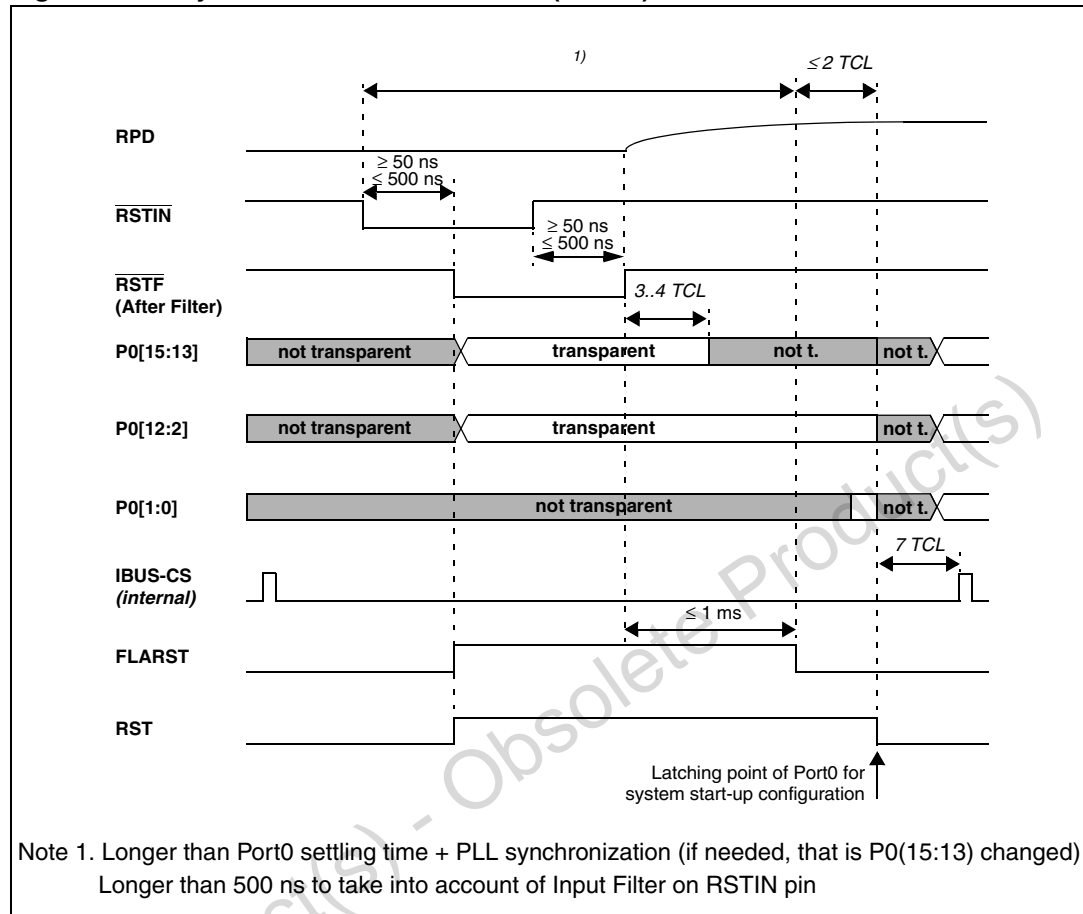 1)
≤ 2 TCL
RPD
≥ 50 ns
≤ 500 ns
RSTIN
≥ 50 ns
≤ 500 ns
RSTF
(After Filter)
3..4 TCL
P0[15:13]
not transparent
transparent
not t.
not t.
P0[12:2]
not transparent
transparent
not t.
P0[1:0]
not transparent
not t.
7 TCL
IBUS-CS
(internal)
≤ 1 ms
FLARST
RST
Latching point of Port0 for
system start-up configuration
Note 1. Longer than Port0 settling time + PLL synchronization (if needed, that is P0(15:13) changed)
Longer than 500 ns to take into account of Input Filter on RSTIN pin
ct(s) - Obsolete Product(s)